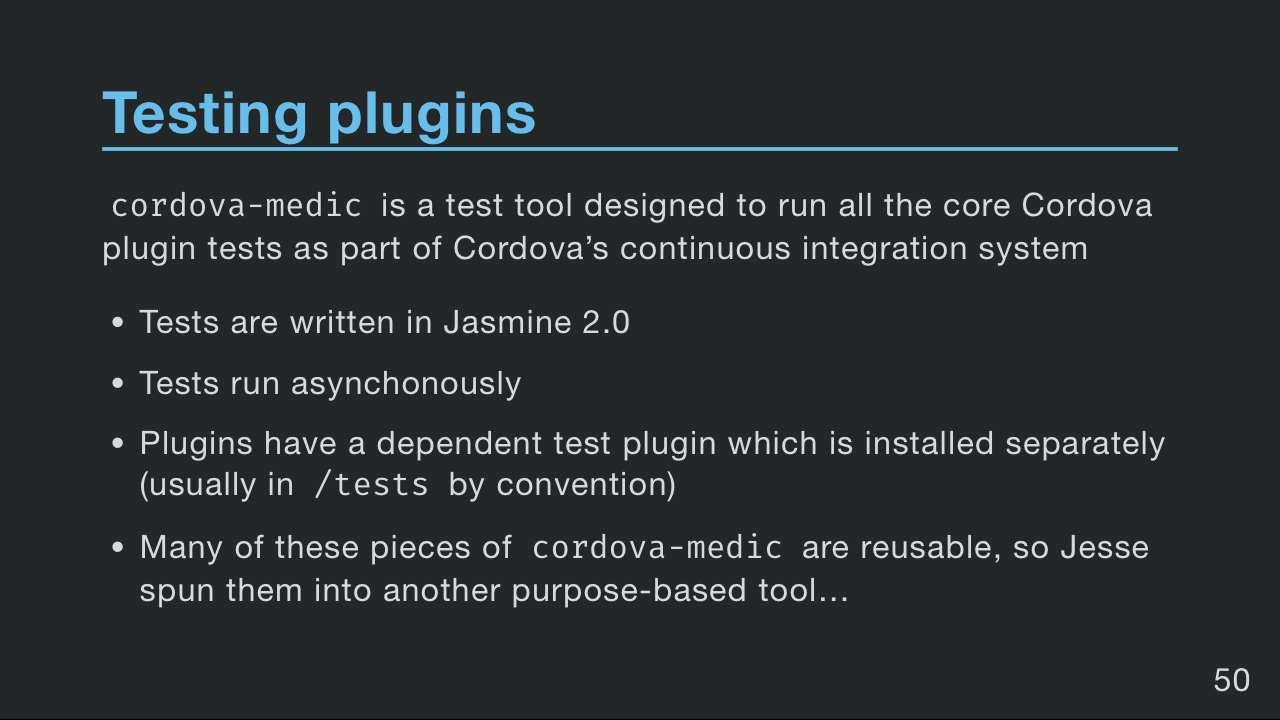 Testing plugins
cordova-medic is a test tool designed to run all the core Cordova
plugin tests as part of Cordova’s continuous integration system
• Tests are written in Jasmine 2.0
• Tests run asynchonously
• Plugins have a dependent test plugin which is installed separately
(usually in /tests by convention)
• Many of these pieces of cordova-medic are reusable, so Jesse
spun them into another purpose-based tool…
50